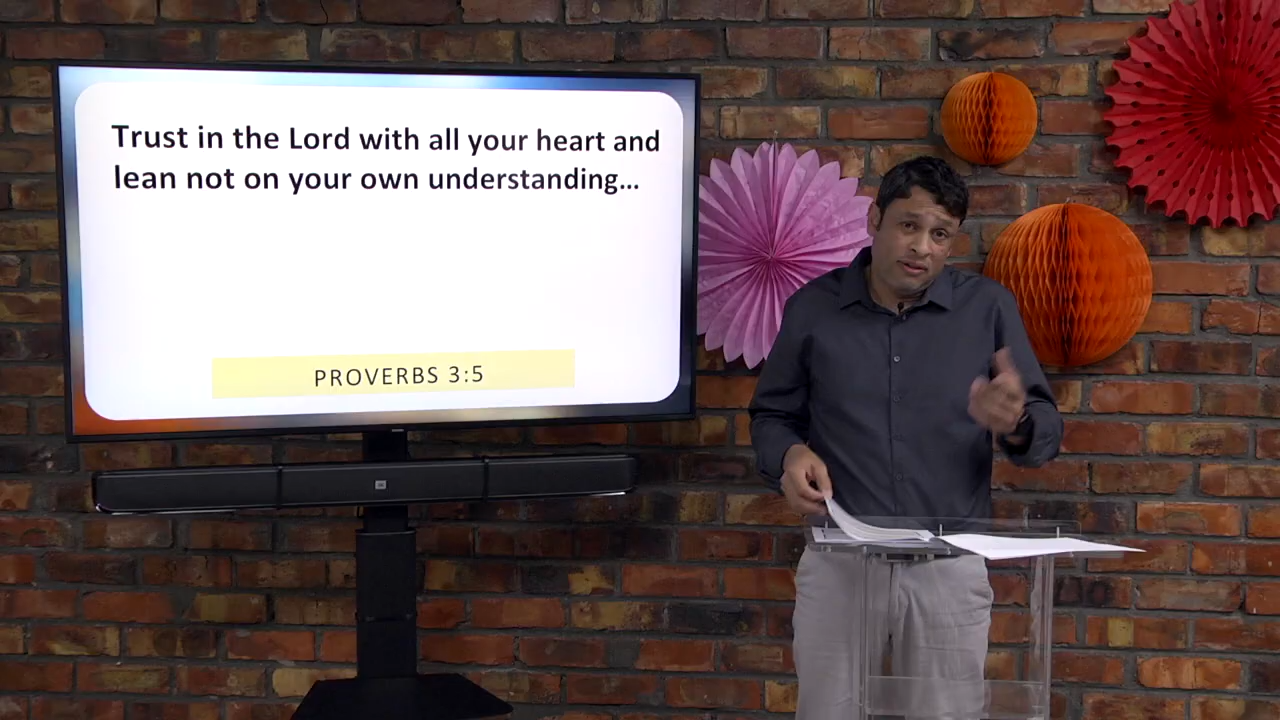 Trust in the Lord with all your heart and
lean not on your own understanding...
PROVERBS 3:5